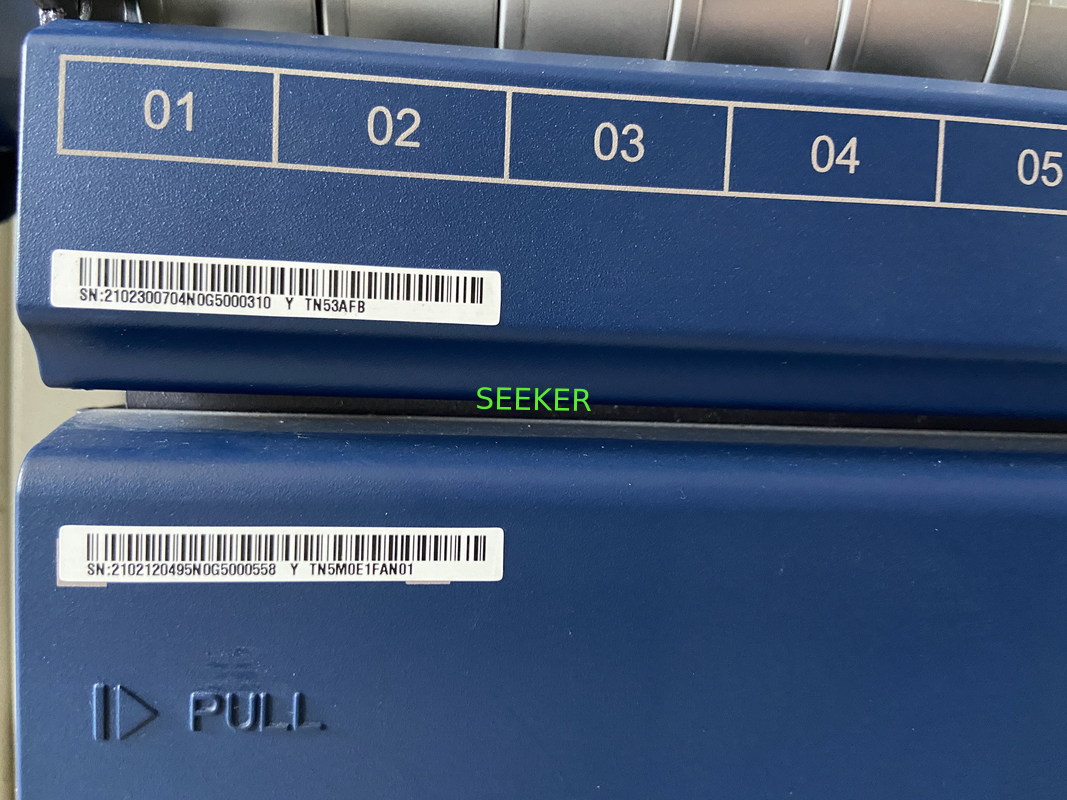 01 02 03 04 05
SN:2102300704N0G5000310 Y TN53AFB
SEEKER
SN:2102120495N0G5000558 Y TN5M0E1FAN01
PULL